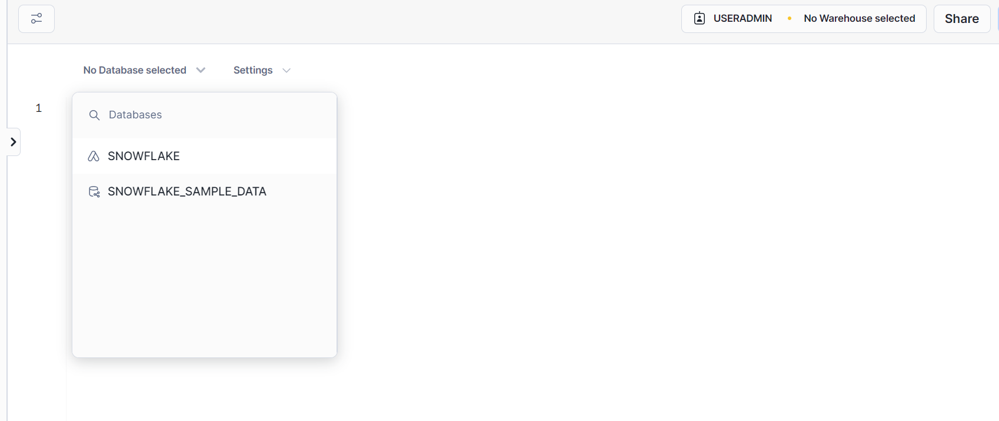 USERADMIN No Warehouse selected Share
No Database selected Settings
1
Databases
SNOWFLAKE
SNOWFLAKE_SAMPLE_DATA